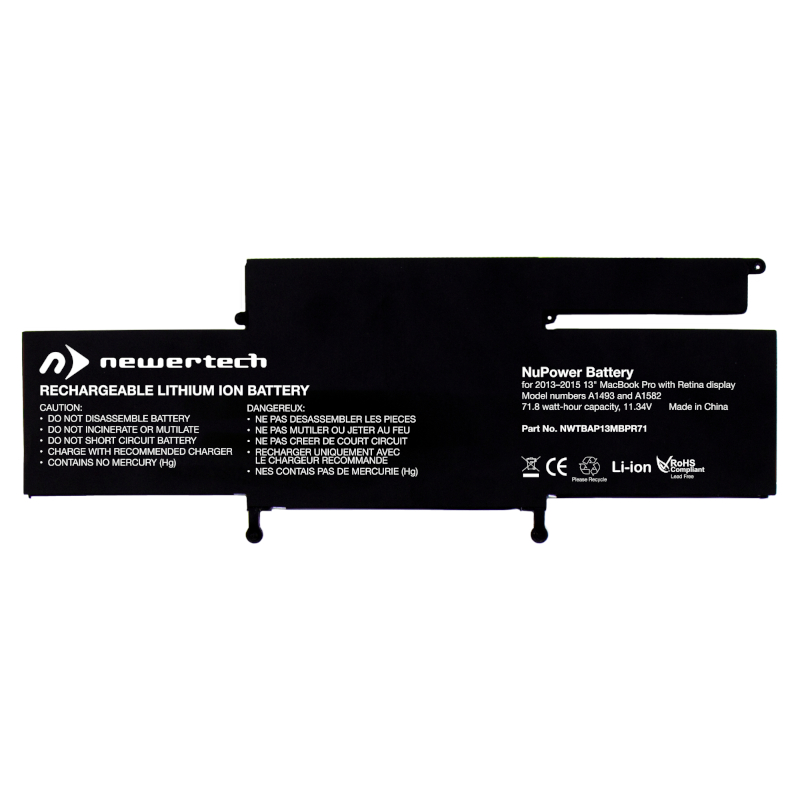 newertech
RECHARGEABLE LITHIUM ION BATTERY
CAUTION:
• DO NOT DISASSEMBLE BATTERY
• DO NOT INCINERATE OR MUTILATE
• DO NOT SHORT CIRCUIT BATTERY
• CHARGE WITH RECOMMENDED CHARGER
• CONTAINS NO MERCURY (Hg)
DANGEREUX:
• NE PAS DESASSEMBLER LES PIECES
• NE PAS MUTILER OU JETER AU FEU
• NE PAS CREER DE COURT CIRCUIT
• RECHARGER UNIQUEMENT AVEC
LE CHARGEUR RECOMMANDE
• NES CONTAIS PAS DE MERCURIE (Hg)
NuPower Battery
for 2013–2015 13" MacBook Pro with Retina display
Model numbers A1493 and A1582
71.8 watt-hour capacity, 11.34V Made in China
Part No. NWTBAP13MBPR71
CE
Please Recycle
Li-ion
RoHS
Compliant
Lead Free